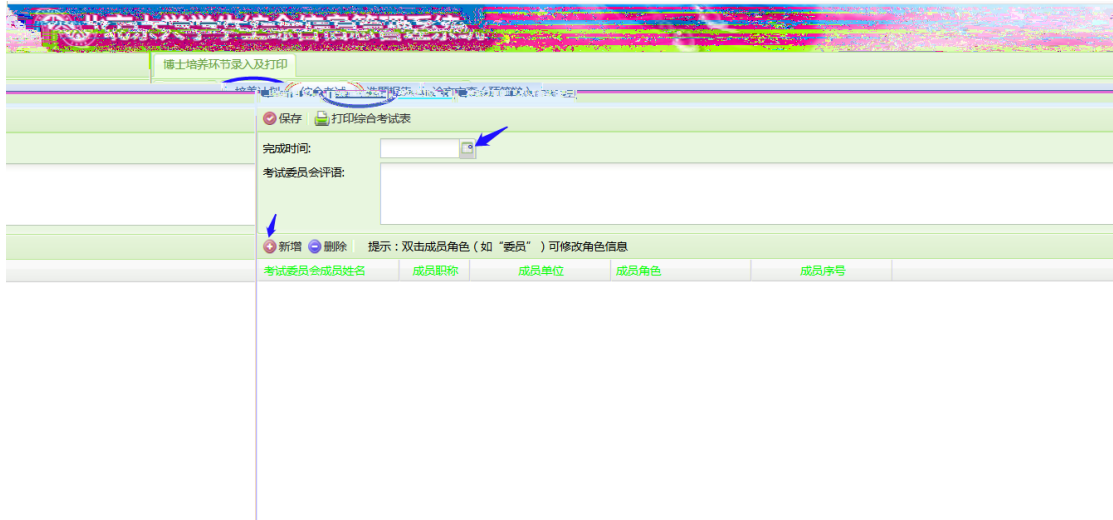 博士培养环节录入及打印
保存 打印综合考试表
完成时间:
考试委员会评语:
新增 删除 提示：双击成员角色（如“委员”）可修改角色信息
考试委员会成员姓名 成员职称 成员单位 成员角色 成员序号